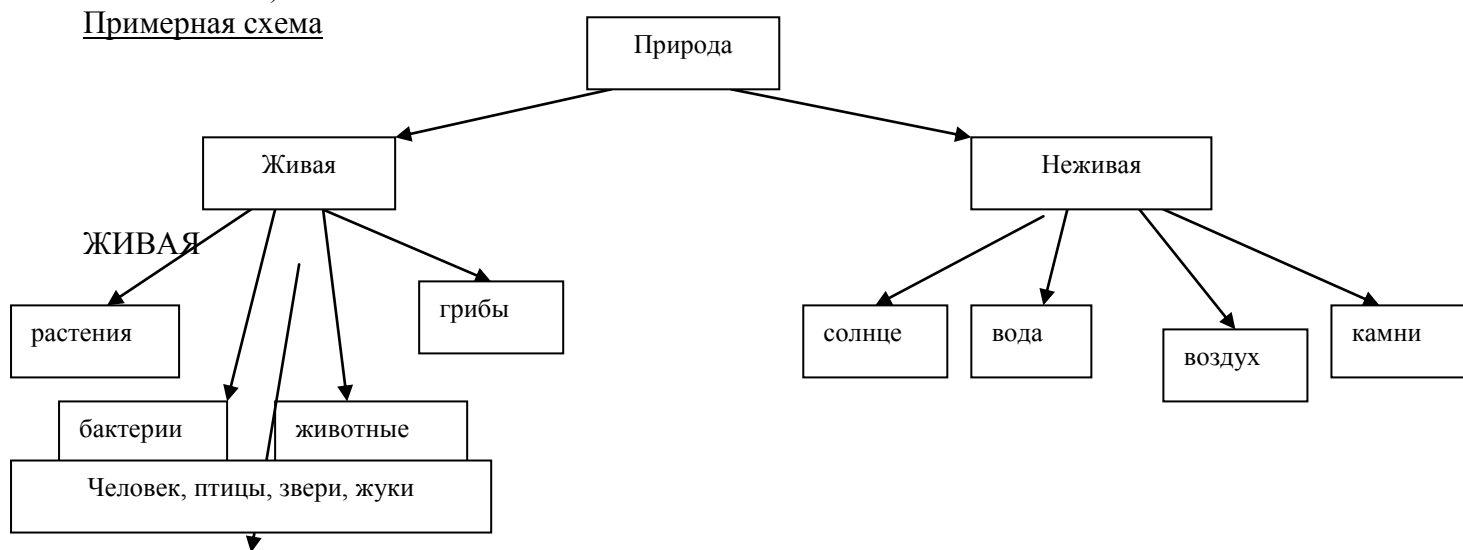 Примерная схема
Природа
Живая
Неживая
ЖИВАЯ
растения
грибы
солнце
вода
воздух
камни
бактерии
животные
Человек, птицы, звери, жуки